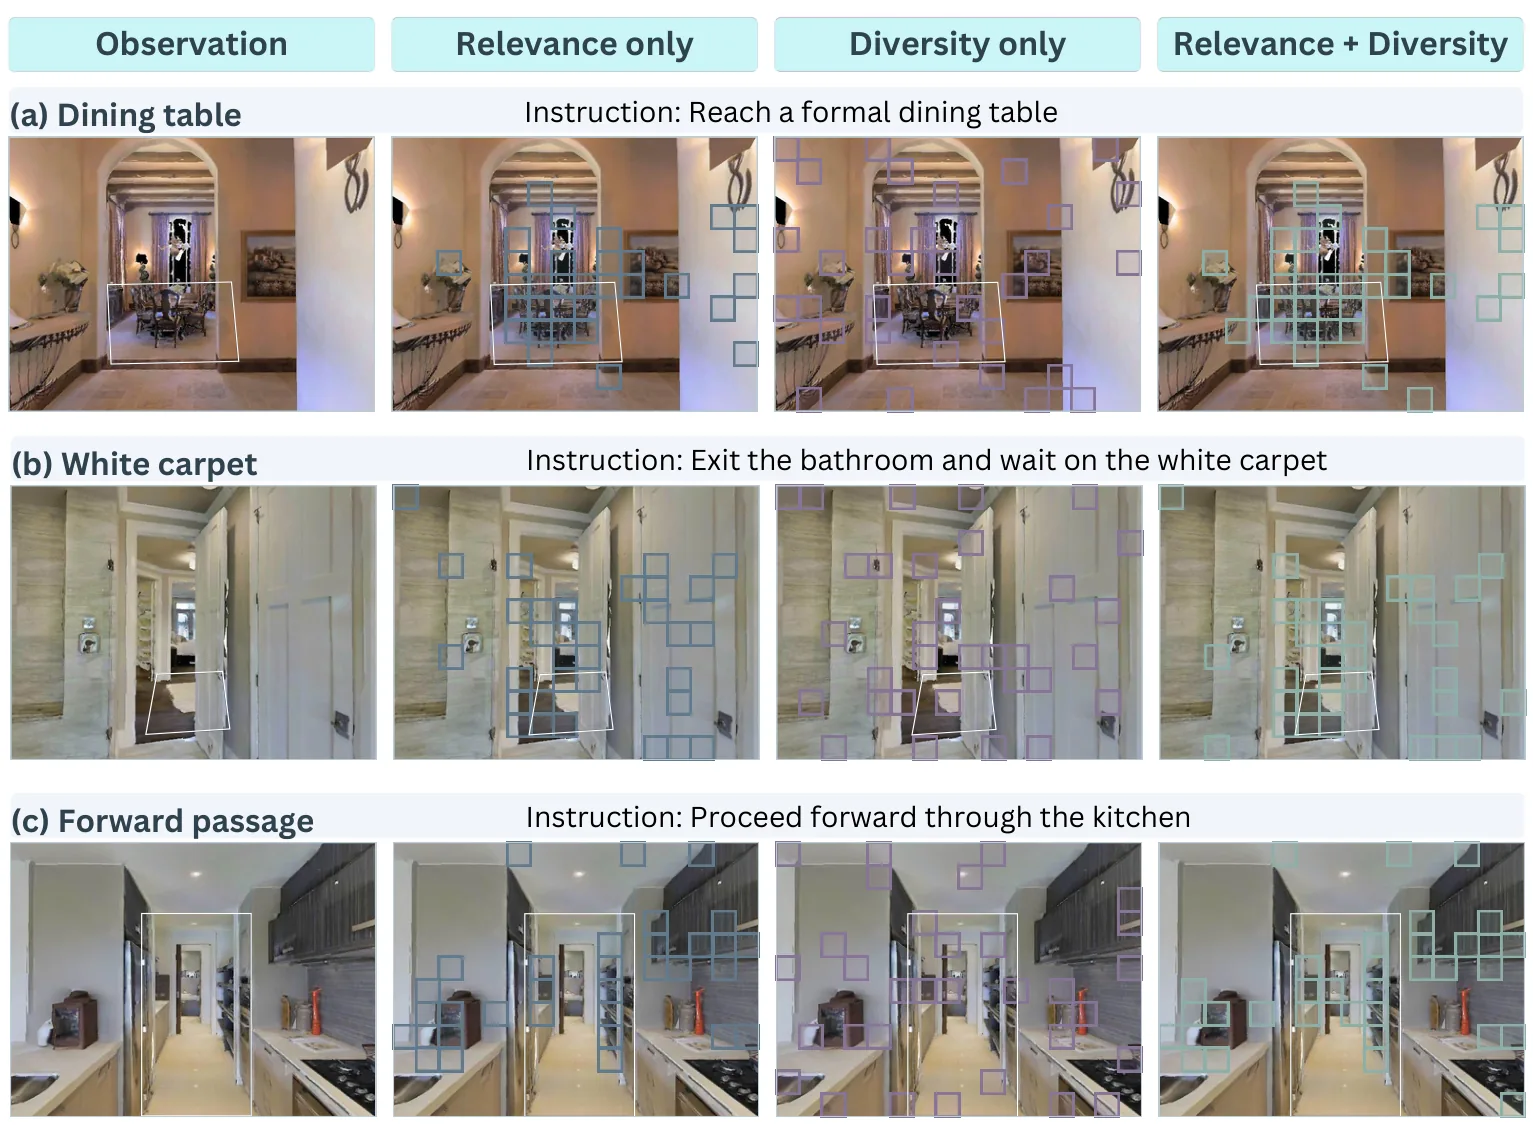 Observation
Relevance only
Diversity only
Relevance + Diversity
(a) Dining table
Instruction: Reach a formal dining table
(b) White carpet
Instruction: Exit the bathroom and wait on the white carpet
(c) Forward passage
Instruction: Proceed forward through the kitchen